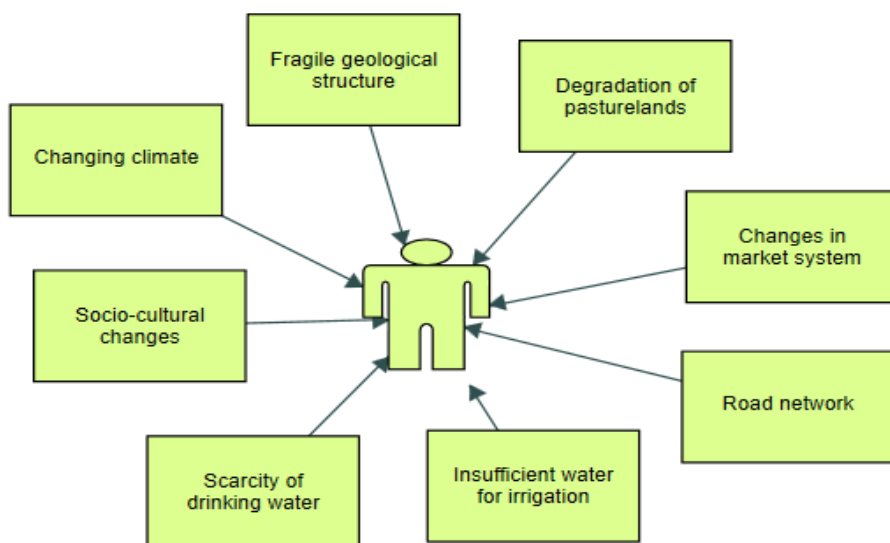 Fragile geological
structure
Degradation of
pasturelands
Changing climate
Changes in
market system
Socio-cultural
changes
Road network
Scarcity of
drinking water
Insufficient water
for irrigation